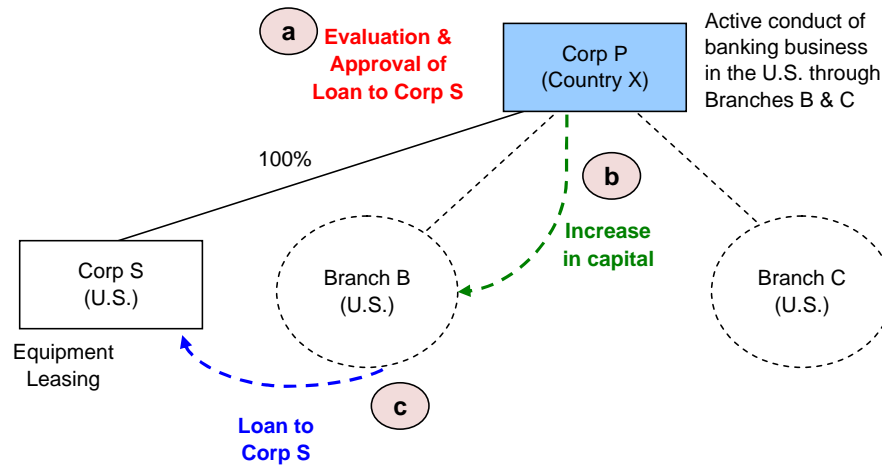 a
Evaluation &
Approval of
Loan to Corp S
Corp P
(Country X)
Active conduct of
banking business
in the U.S. through
Branches B & C
100%
b
Increase
in capital
Corp S
(U.S.)
Branch B
(U.S.)
Branch C
(U.S.)
Equipment
Leasing
c
Loan to
Corp S